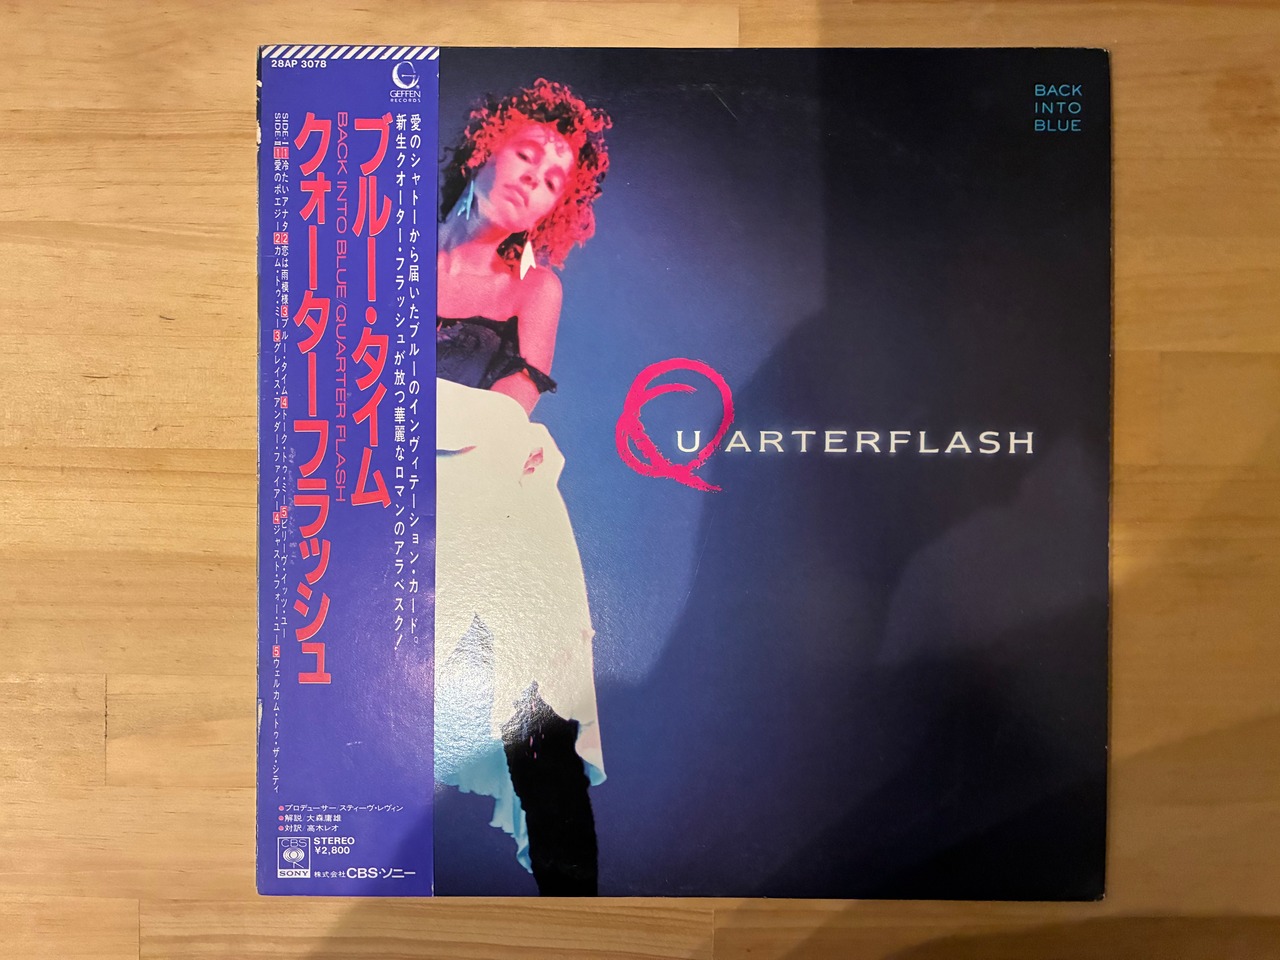 28AP 3078
GEFFEN
RECORDS
愛のシャトーから届いたブルーのインヴィテーション・カード。
新生クオーター・フラッシュが放つ華麗なロマンのアラベスク!
ブルー・タイム
BACK INTO BLUE/QUARTER FLASH
クォーターフラッシュ
SIDE・I 1冷たいアナタ 2恋は雨模様 3ブルー・タイム 4トーク・トゥ・ミー 5ビリーヴ・イッツ・ユー
SIDE・II 1愛のポエジー 2カム・トゥ・ミー 3グレイス・アンダー・ファイアー 4ジャスト・フォー・ユー 5ウェルカム・トゥ・ザ・シティ
●プロデューサー/スティーヴ・レヴィン
●解説/大森庸雄
●対訳/高木レオ
CBS
SONY
STEREO
¥2,800
株式会社CBS・ソニー
BACK
INTO
BLUE
QUARTERFLASH